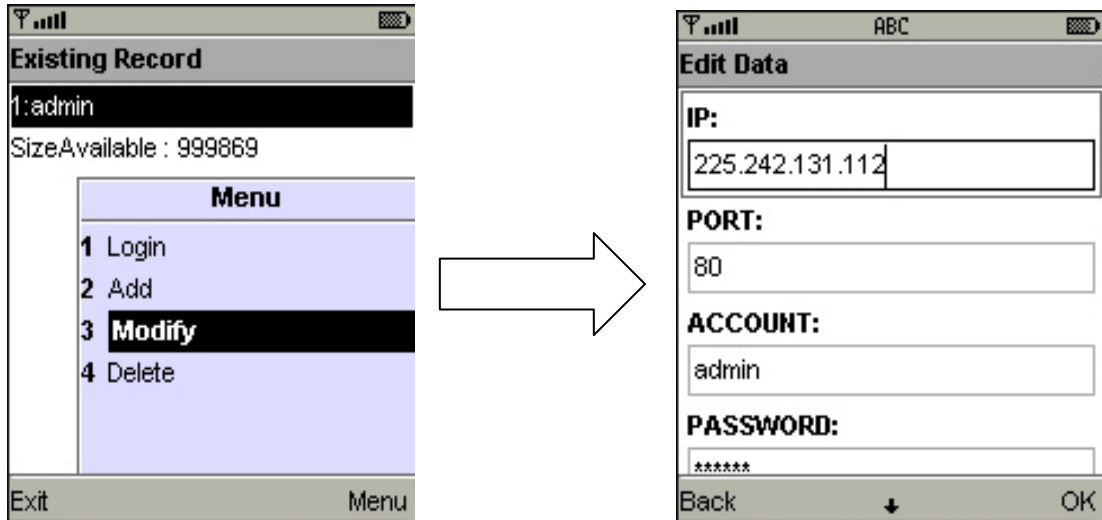 Existing Record
1:admin
SizeAvailable : 999869
Menu
1 Login
2 Add
3 Modify
4 Delete
Exit Menu
ABC
Edit Data
IP:
225.242.131.112
PORT:
80
ACCOUNT:
admin
PASSWORD:
******
Back OK